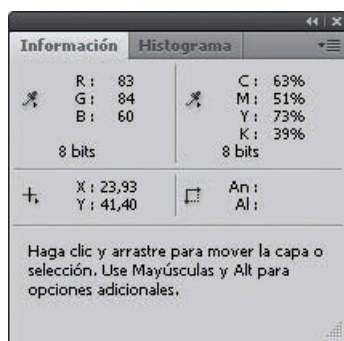 Información Histograma
R: 83
G: 84
B: 60
8 bits
C: 63%
M: 51%
Y: 73%
K: 39%
8 bits
X: 23,93
Y: 41,40
An:
Al:
Haga clic y arrastre para mover la capa o
selección. Use Mayúsculas y Alt para
opciones adicionales.